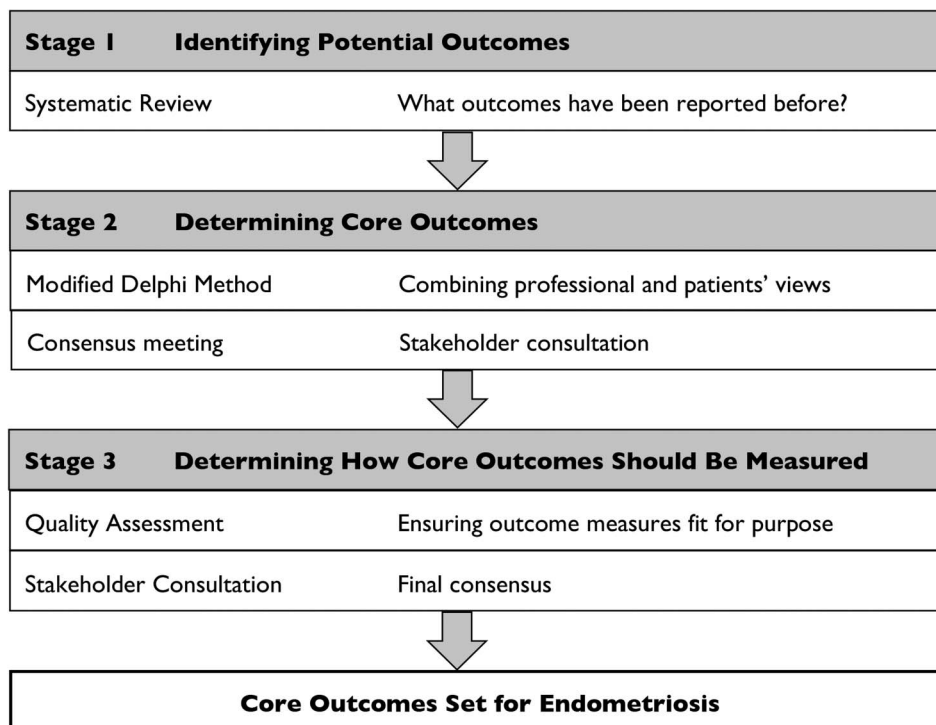 Stage 1 Identifying Potential Outcomes
Systematic Review What outcomes have been reported before?
Stage 2 Determining Core Outcomes
Modified Delphi Method Combining professional and patients’ views
Consensus meeting Stakeholder consultation
Stage 3 Determining How Core Outcomes Should Be Measured
Quality Assessment Ensuring outcome measures fit for purpose
Stakeholder Consultation Final consensus
Core Outcomes Set for Endometriosis